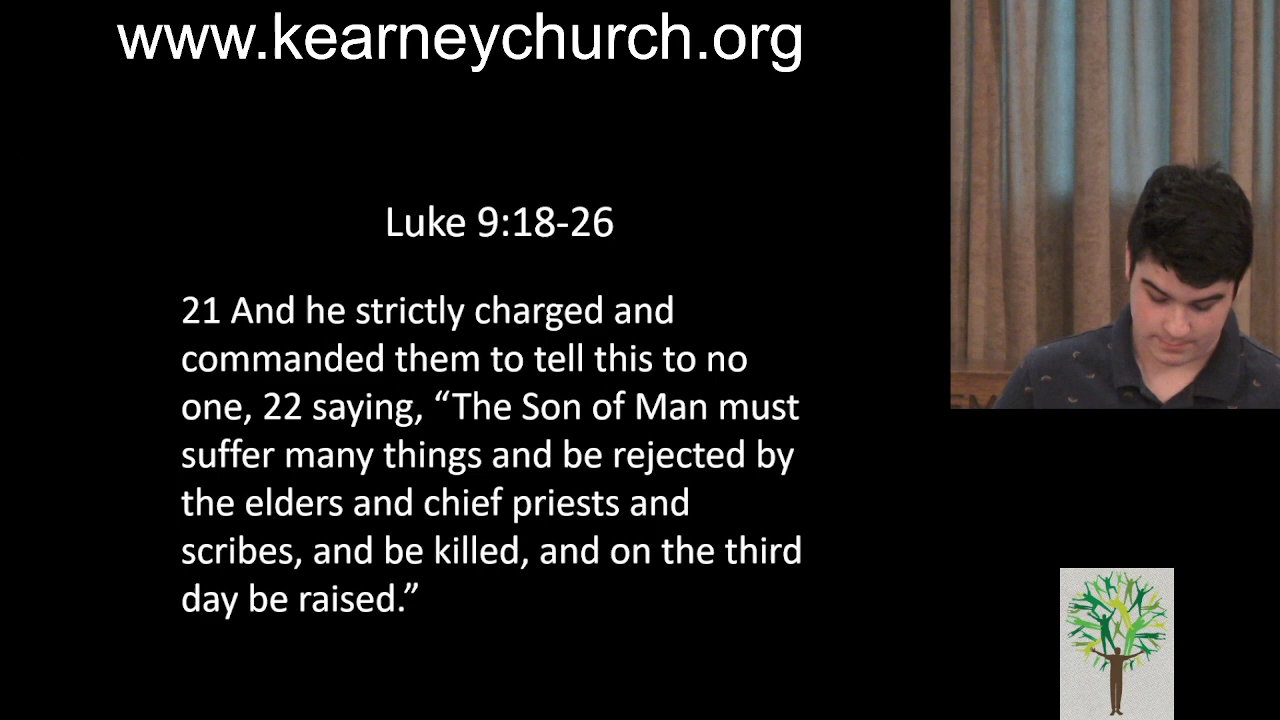 www.kearneychurch.org
Luke 9:18-26
21 And he strictly charged and
commanded them to tell this to no
one, 22 saying, “The Son of Man must
suffer many things and be rejected by
the elders and chief priests and
scribes, and be killed, and on the third
day be raised.”